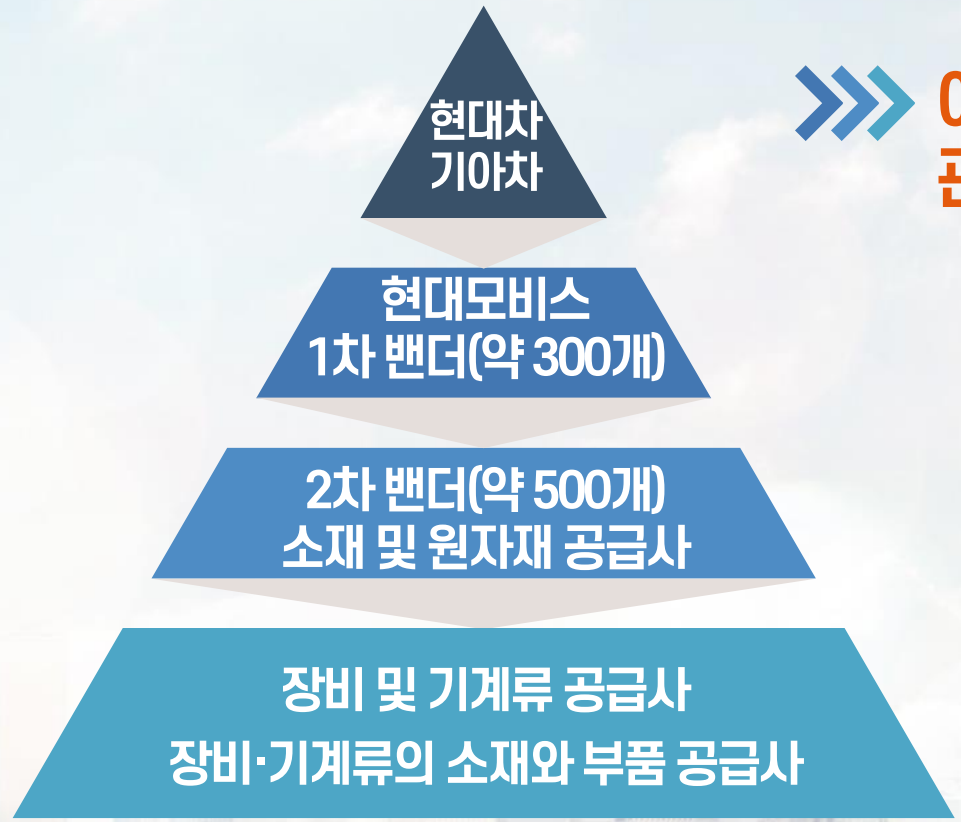 현대차
기아차
현대모비스
1차 밴더(약 300개)
2차 밴더(약 500개)
소재 및 원자재 공급사
장비 및 기계류 공급사
장비·기계류의 소재와 부품 공급사